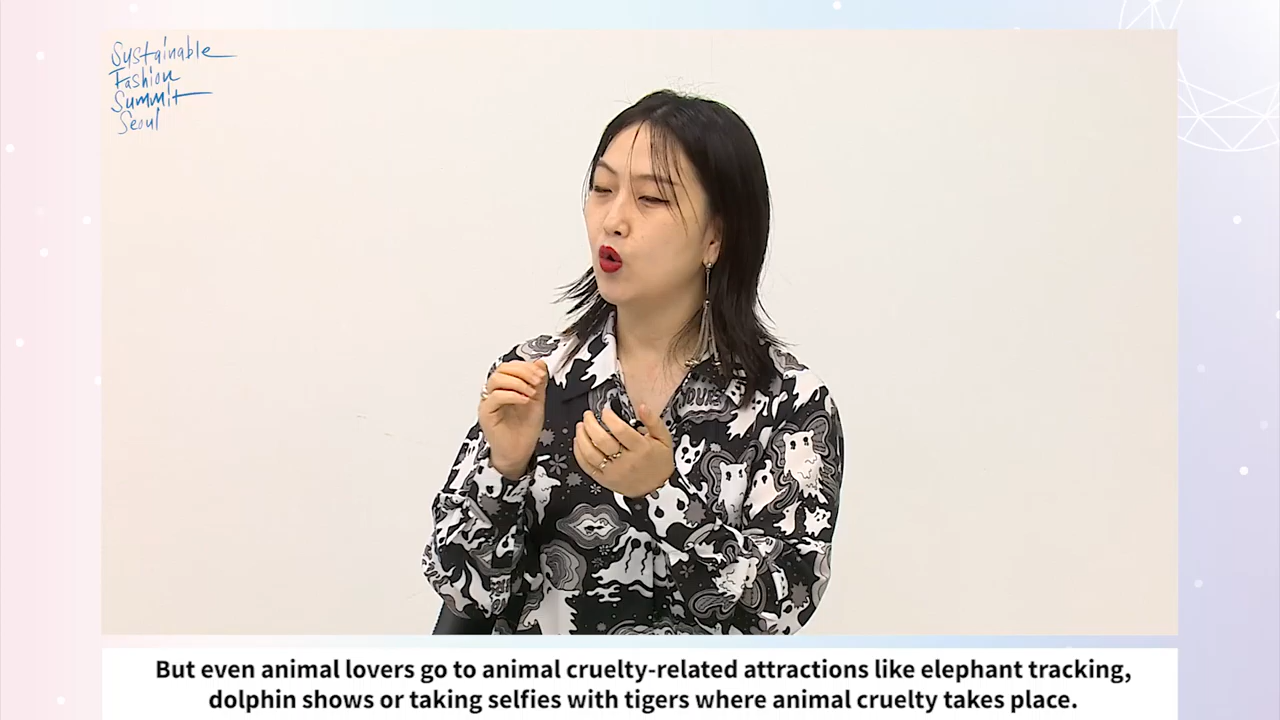 Sustainable
Fashion
Summit
Seoul
But even animal lovers go to animal cruelty-related attractions like elephant tracking,
dolphin shows or taking selfies with tigers where animal cruelty takes place.